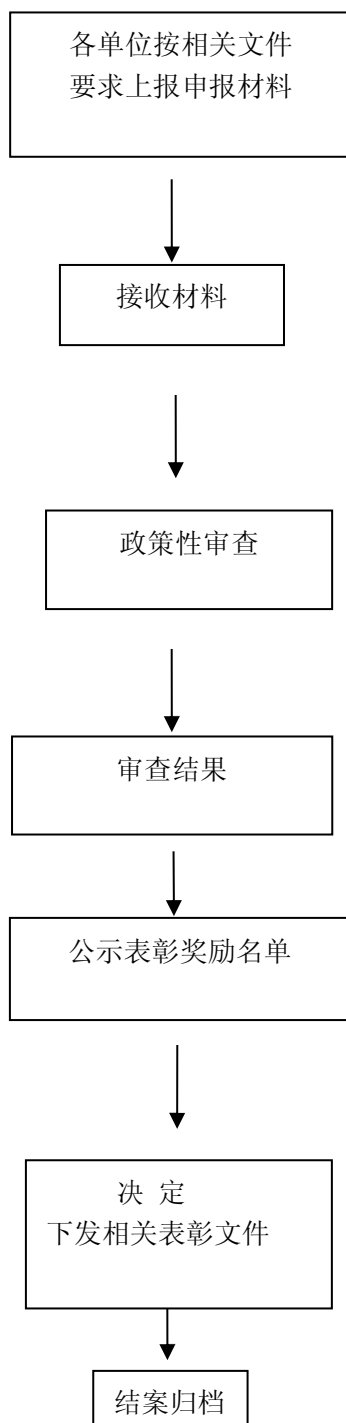 各单位按相关文件
要求上报申报材料
接收材料
政策性审查
审查结果
公示表彰奖励名单
决 定
下发相关表彰文件
结案归档